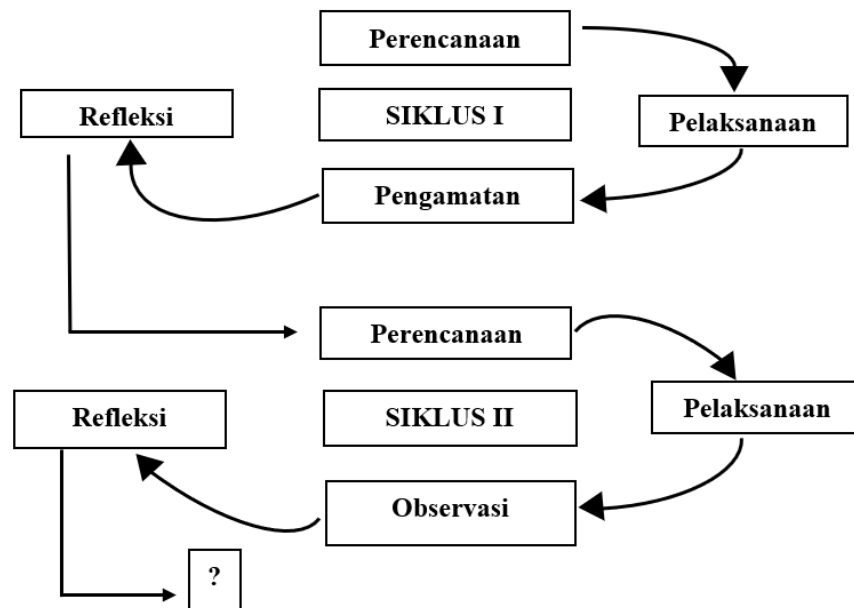 Perencanaan
Refleksi
SIKLUS I
Pelaksanaan
Pengamatan
Perencanaan
Refleksi
SIKLUS II
Pelaksanaan
Observasi
?